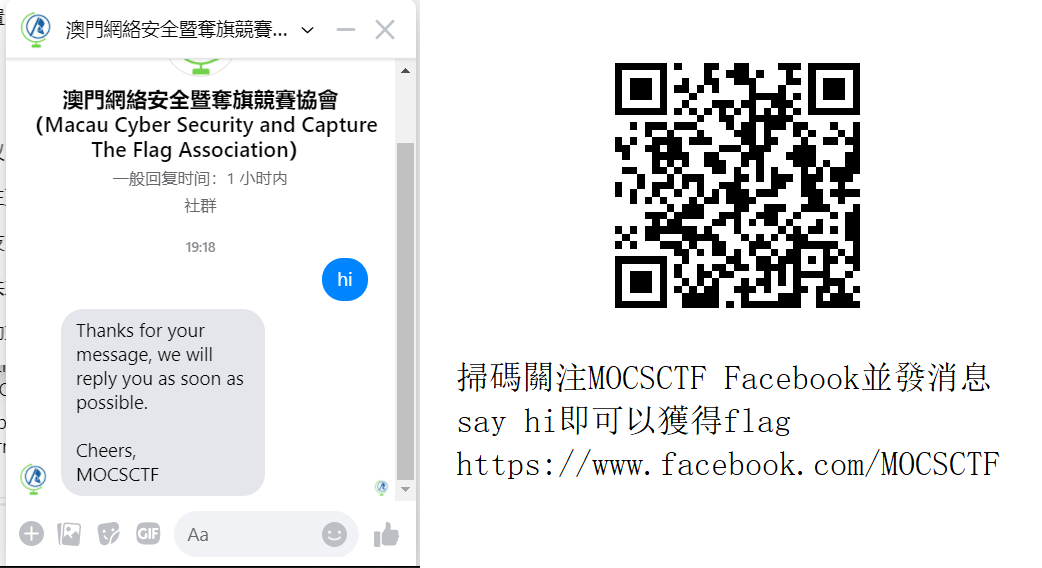 澳門網絡安全暨奪旗競賽...
澳門網絡安全暨奪旗競賽協會
（Macau Cyber Security and Capture
The Flag Association）
一般回复时间：1 小时内
社群
19:18
hi
Thanks for your
message, we will
reply you as soon as
possible.
Cheers,
MOCSCTF
GIF
Aa
掃碼關注MOCSCTF Facebook並發消息
say hi即可以獲得flag
https://www.facebook.com/MOCSCTF